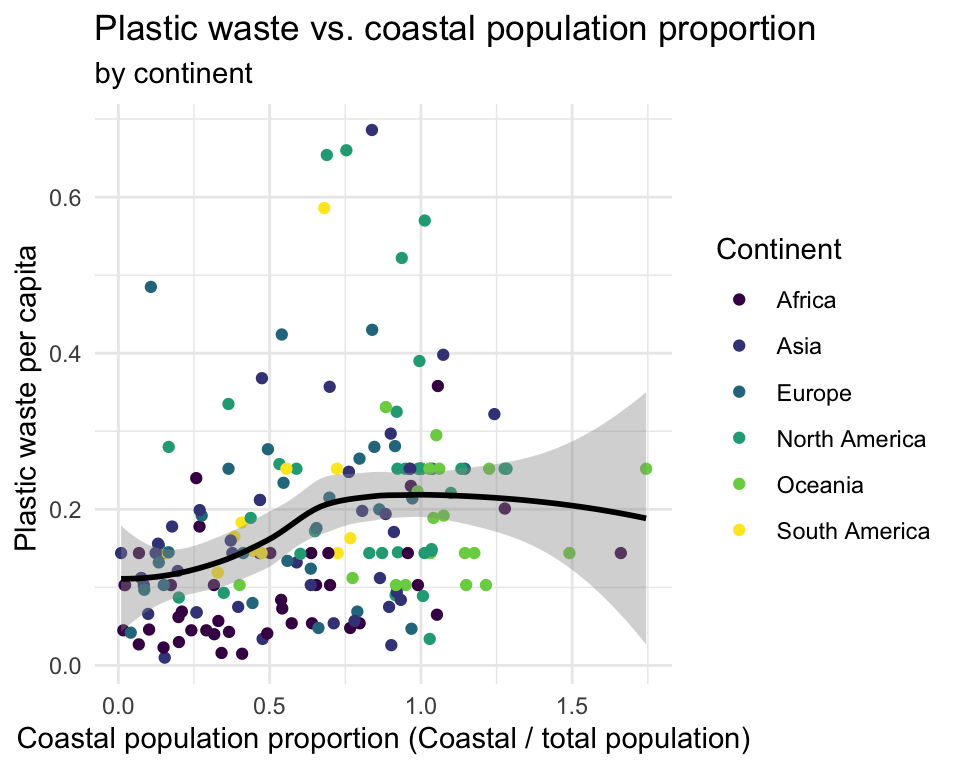 Plastic waste vs. coastal population proportion
by continent
Plastic waste per capita
0.6
0.4
0.2
0.0
0.0 0.5 1.0 1.5
Coastal population proportion (Coastal / total population)
Continent
Africa
Asia
Europe
North America
Oceania
South America